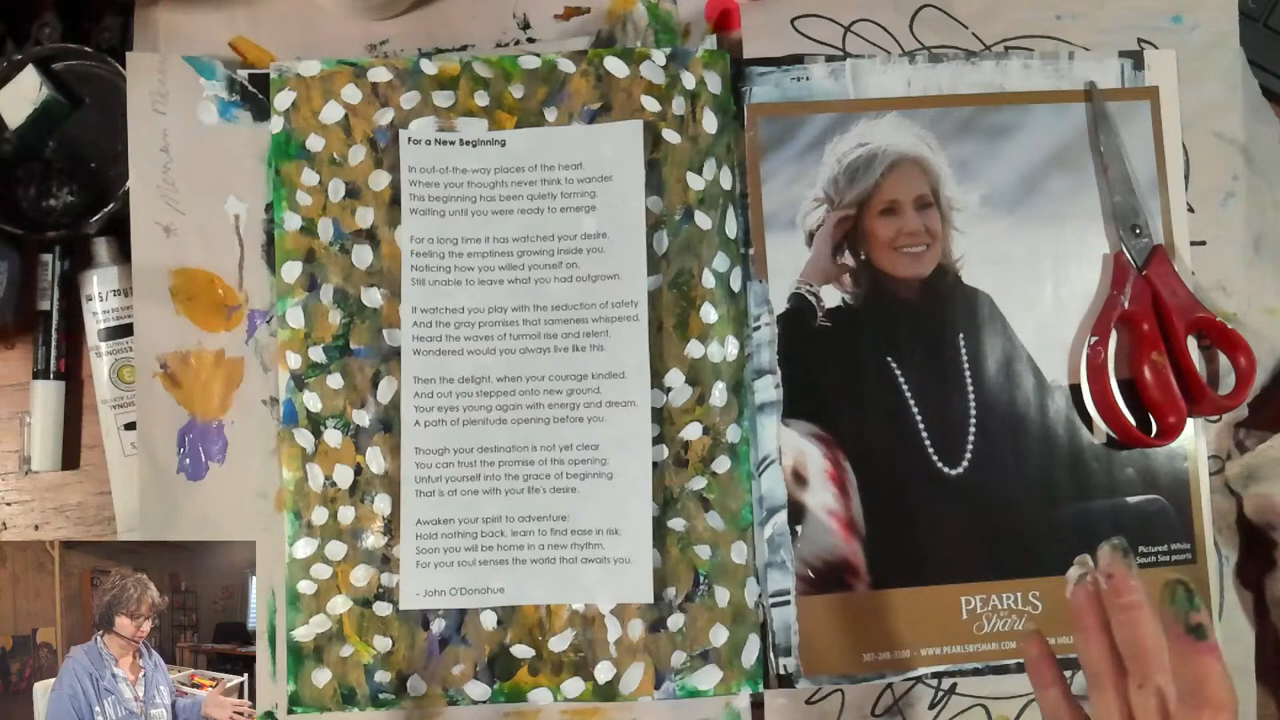 For a New Beginning
In out-of-the-way places of the heart,
Where your thoughts never think to wander,
This beginning has been quietly forming,
Waiting until you were ready to emerge.
For a long time it has watched your desire,
Feeling the emptiness growing inside you,
Noticing how you willed yourself on,
Still unable to leave what you had outgrown.
It watched you play with the seduction of safety
And the gray promises that sameness whispered,
Heard the waves of turmoil rise and relent,
Wondered would you always live like this.
Then the delight, when your courage kindled,
And out you stepped onto new ground,
Your eyes young again with energy and dream,
A path of plenitude opening before you.
Though your destination is not yet clear
You can trust the promise of this opening;
Unfurl yourself into the grace of beginning
That is at one with your life's desire.
Awaken your spirit to adventure;
Hold nothing back, learn to find ease in risk;
Soon you will be home in a new rhythm,
For your soul senses the world that awaits you.
- John O'Donohue
Pictured: White
South Sea pearls
PEARLS
BY
Shari
• WWW.PEARLSBYSHARI.COM •